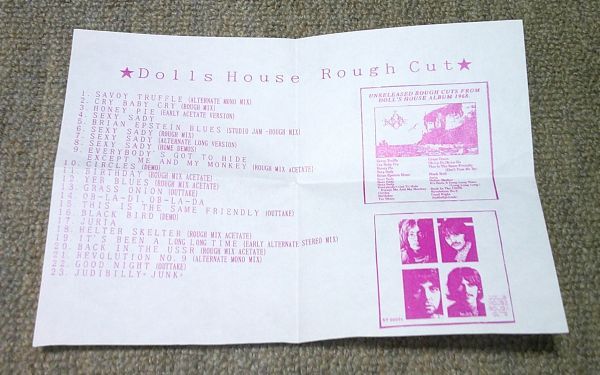 ★Dolls House Rough Cut★
1. SAVOY TRUFFLE (ALTERNATE MONO MIX)
2. CRY BABY CRY (ROUGH MIX)
3. HONEY PIE (EARLY ACETATE VERSION)
4. SEXY SADY
5. BRIAN EPSTEIN BLUES (STUDIO JAM-ROUGH MIX)
6. SEXY SADY (ROUGH MIX)
7. SEXY SADY (ALTERNATE LONG VERSION)
8. SEXY SADY (HOME DEMOS)
9. EVERYBODY'S GOT TO HIDE
EXCEPT ME AND MY MONKEY (ROUGH MIX ACETATE)
10. CIRCLES (DEMO)
11. BIRTHDAY (ROUGH MIX ACETATE)
12. YER BLUES (ROUGH MIX ACETATE)
13. GRASS ONION (OUTTAKE)
14. OB-LA-DI, OB-LA-DA
15. THIS IS THE SAME FRIENDLY (OUTTAKE)
16. BLACK BIRD (DEMO)
17. JURIA
18. HELTER SKELTER (ROUGH MIX ACETATE)
19. IT'S BEEN A LONG LONG TIME (EARLY ALTERNATE STEREO MIX)
20. BACK IN THE USSR (ROUGH MIX ACETATE)
21. REVOLUTION NO. 9 (ALTERNATE MONO MIX)
22. GOOD NIGHT (OUTTAKE)
23. JUDIBILLY~JUNK~
UNRELEASED ROUGH CUTS FROM
DOLL'S HOUSE ALBUM 1968